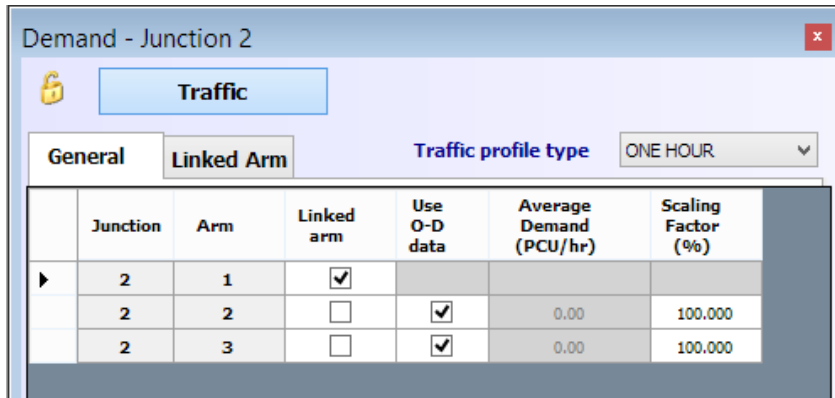 Demand - Junction 2
x
Traffic
General Linked Arm Traffic profile type ONE HOUR
Junction Arm Linked arm Use O-D data Average Demand (PCU/hr) Scaling Factor (%)
2 1
2 2 0.00 100.000
2 3 0.00 100.000